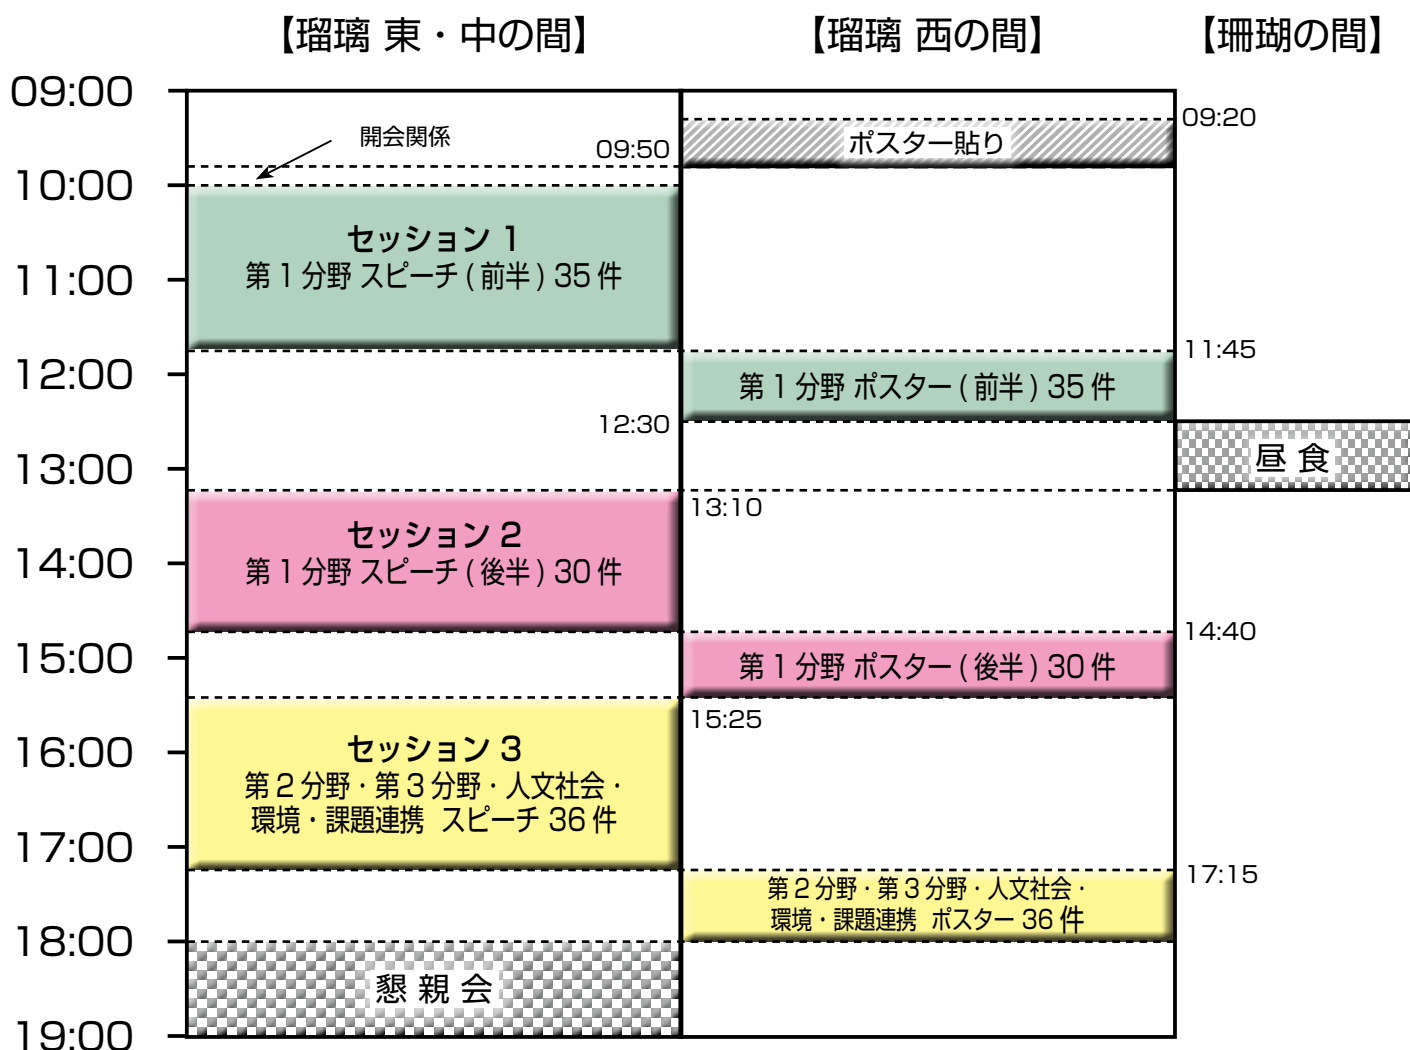 【瑠璃 東・中の間】
【瑠璃 西の間】
【珊瑚の間】
09:00
09:20
開会関係
09:50
ポスター貼り
10:00
セッション 1
第 1 分野 スピーチ ( 前半 ) 35 件
11:00
11:45
12:00
第 1 分野 ポスター ( 前半 ) 35 件
12:30
昼 食
13:00
13:10
セッション 2
第 1 分野 スピーチ ( 後半 ) 30 件
14:00
14:40
15:00
第 1 分野 ポスター ( 後半 ) 30 件
15:25
16:00
セッション 3
第 2 分野・第 3 分野・人文社会・
環境・課題連携 スピーチ 36 件
17:00
17:15
第 2 分野・第 3 分野・人文社会・
環境・課題連携 ポスター 36 件
18:00
懇 親 会
19:00